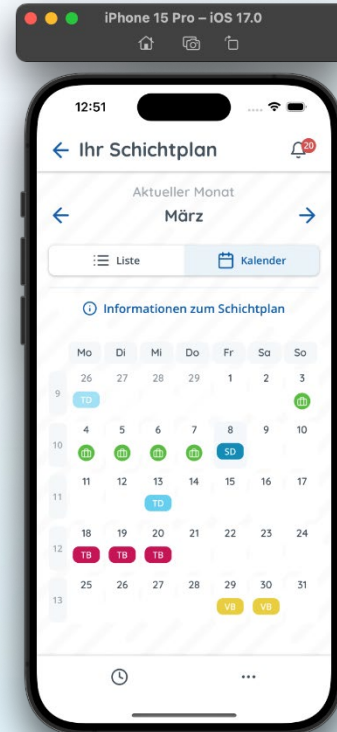 iPhone 15 Pro – iOS 17.0
12:51
Ihr Schichtplan
20
Aktueller Monat
März
Liste Kalender
Informationen zum Schichtplan
Mo Di Mi Do Fr Sa So
9 26 27 28 29 1 2 3
TD
10 4 5 6 7 8 9 10
SD
11 11 12 13 14 15 16 17
TD
12 18 19 20 21 22 23 24
TB TB TB
13 25 26 27 28 29 30 31
VB VB